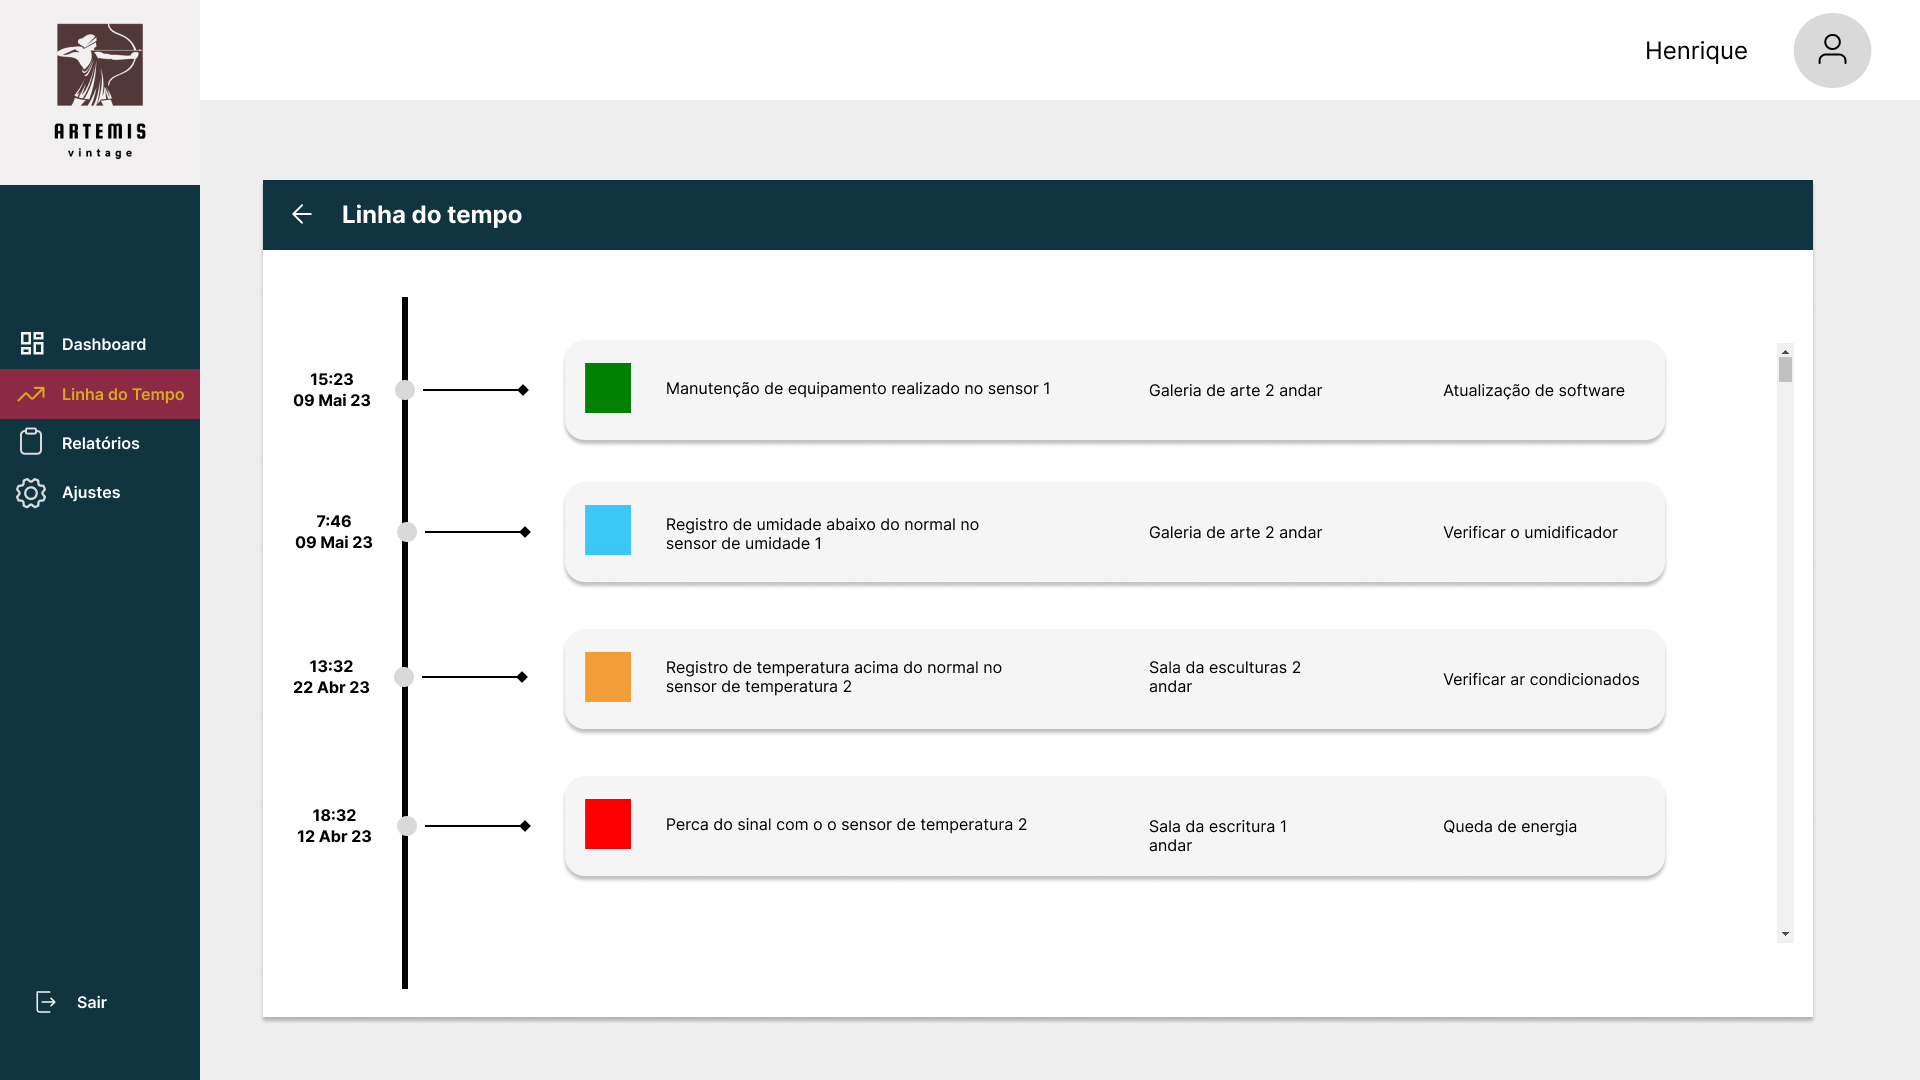 ARTEMIS
vintage
Henrique
Linha do tempo
Dashboard
Linha do Tempo
Relatórios
Ajustes
Sair
15:23
09 Mai 23
Manutenção de equipamento realizado no sensor 1
Galeria de arte 2 andar
Atualização de software
7:46
09 Mai 23
Registro de umidade abaixo do normal no
sensor de umidade 1
Galeria de arte 2 andar
Verificar o umidificador
13:32
22 Abr 23
Registro de temperatura acima do normal no
sensor de temperatura 2
Sala da esculturas 2
andar
Verificar ar condicionados
18:32
12 Abr 23
Perca do sinal com o o sensor de temperatura 2
Sala da escritura 1
andar
Queda de energia